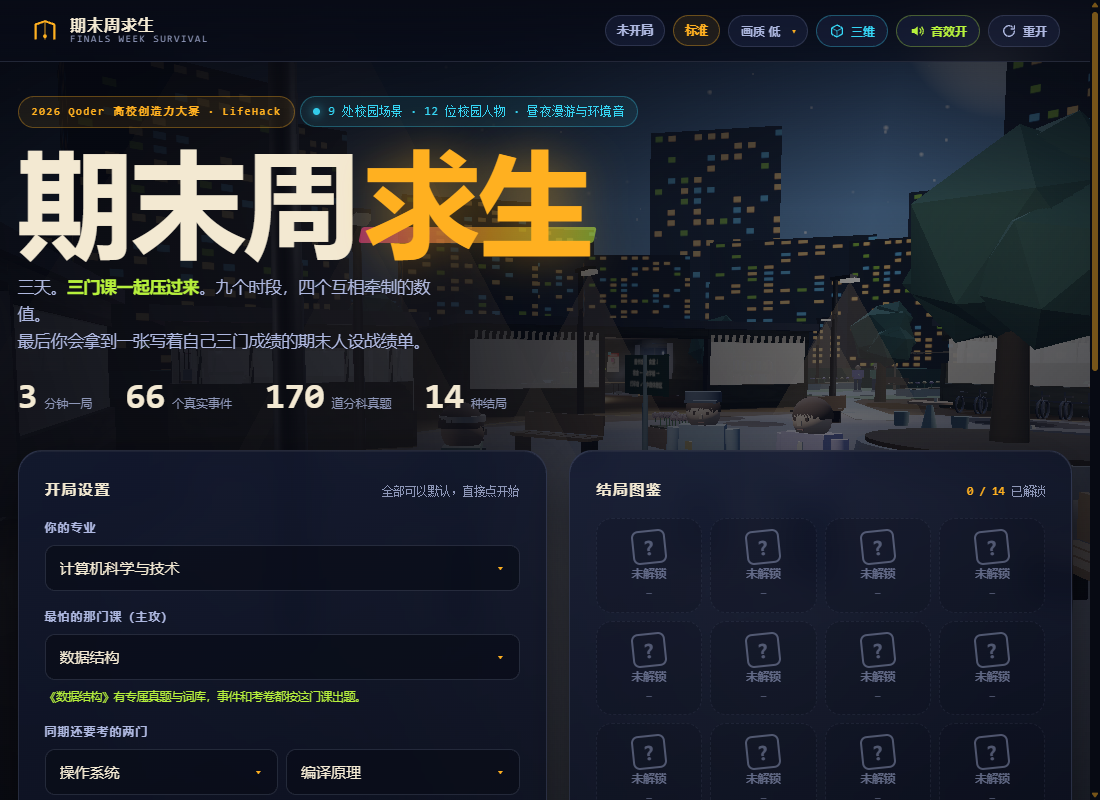 期末周求生
FINALS WEEK SURVIVAL
未开局
标准
画质 低
三维
音效开
重开
2026 Qoder 高校创造力大赛 · LifeHack
9 处校园场景 · 12 位校园人物 · 昼夜漫游与环境音
期末周求生
三天。三门课一起压过来。九个时段，四个互相牵制的数
值。
最后你会拿到一张写着自己三门成绩的期末人设战绩单。
3 分钟一局
66 个真实事件
170 道分科真题
14 种结局
开局设置
全部可以默认，直接点开始
你的专业
计算机科学与技术
最怕的那门课（主攻）
数据结构
《数据结构》有专属真题与词库，事件和考卷都按这门课出题。
同期还要考的两门
操作系统
编译原理
结局图鉴
0 / 14 已解锁
? ? ? ?
未解锁 未解锁 未解锁 未解锁
– – – –
? ? ? ?
未解锁 未解锁 未解锁 未解锁
– – – –
? ? ? ?
未解锁 未解锁 未解锁 未解锁
– – – –